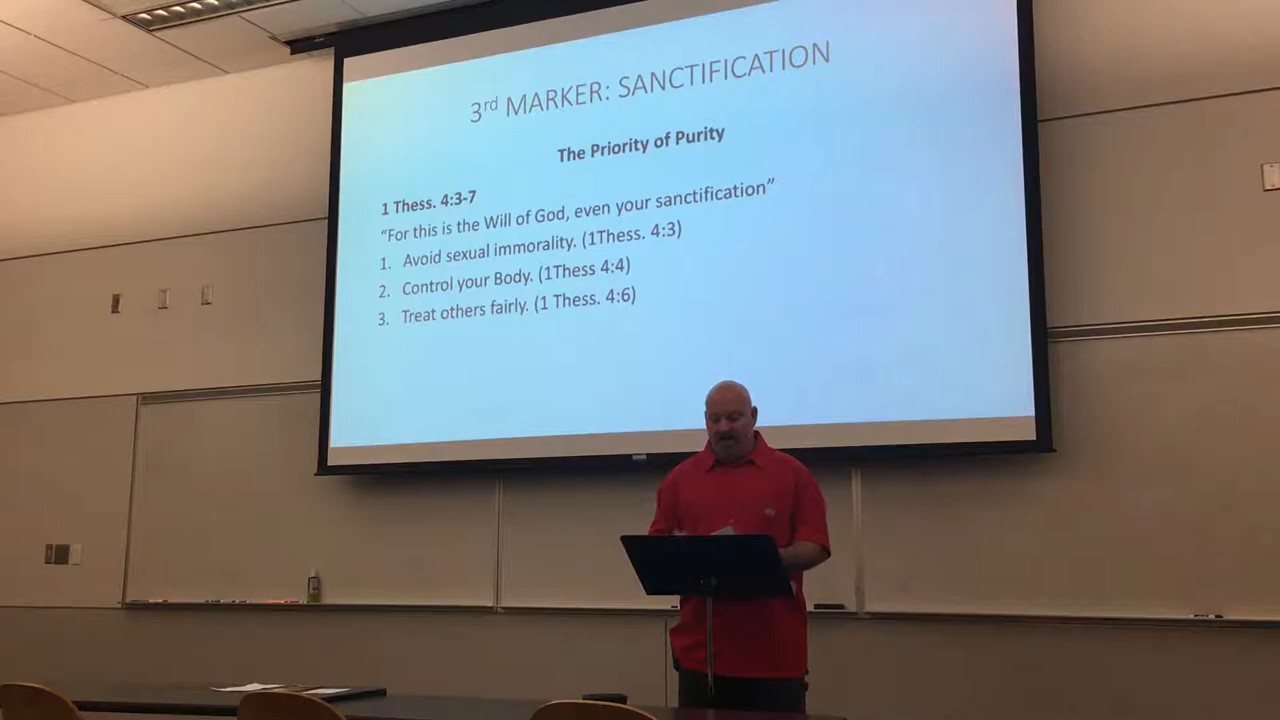 3rd MARKER: SANCTIFICATION
The Priority of Purity
1 Thess. 4:3-7
“For this is the Will of God, even your sanctification”
1. Avoid sexual immorality. (1Thess. 4:3)
2. Control your Body. (1Thess 4:4)
3. Treat others fairly. (1 Thess. 4:6)